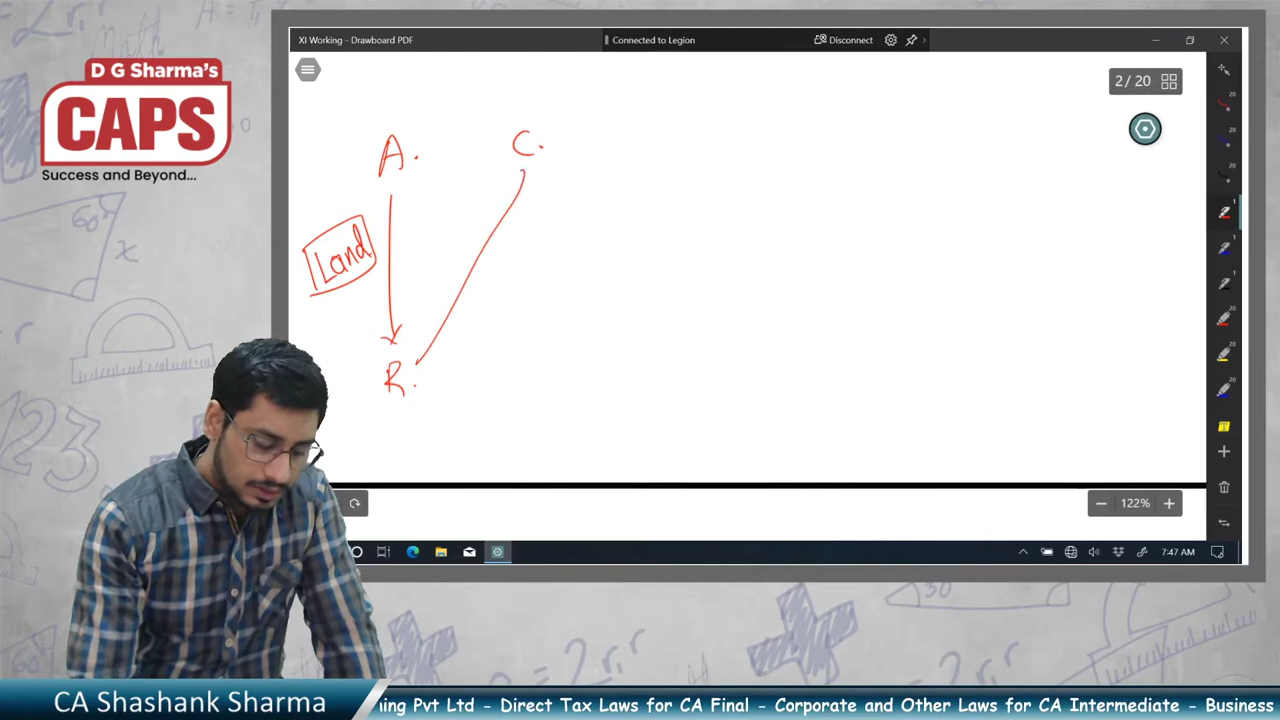 D G Sharma's
CAPS
Success and Beyond...
XI Working - Drawboard PDF
Connected to Legion
Disconnect
2 / 20
A.
C.
Land
R.
122%
7:47 AM
CA Shashank Sharma
ning Pvt Ltd - Direct Tax Laws for CA Final - Corporate and Other Laws for CA Intermediate - Business